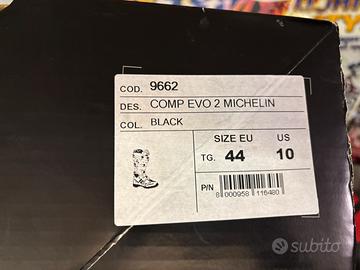 COD. 9662
DES. COMP EVO 2 MICHELIN
COL. BLACK
SIZE EU US
TG. 44 10
P/N
8 000958 116480
subito